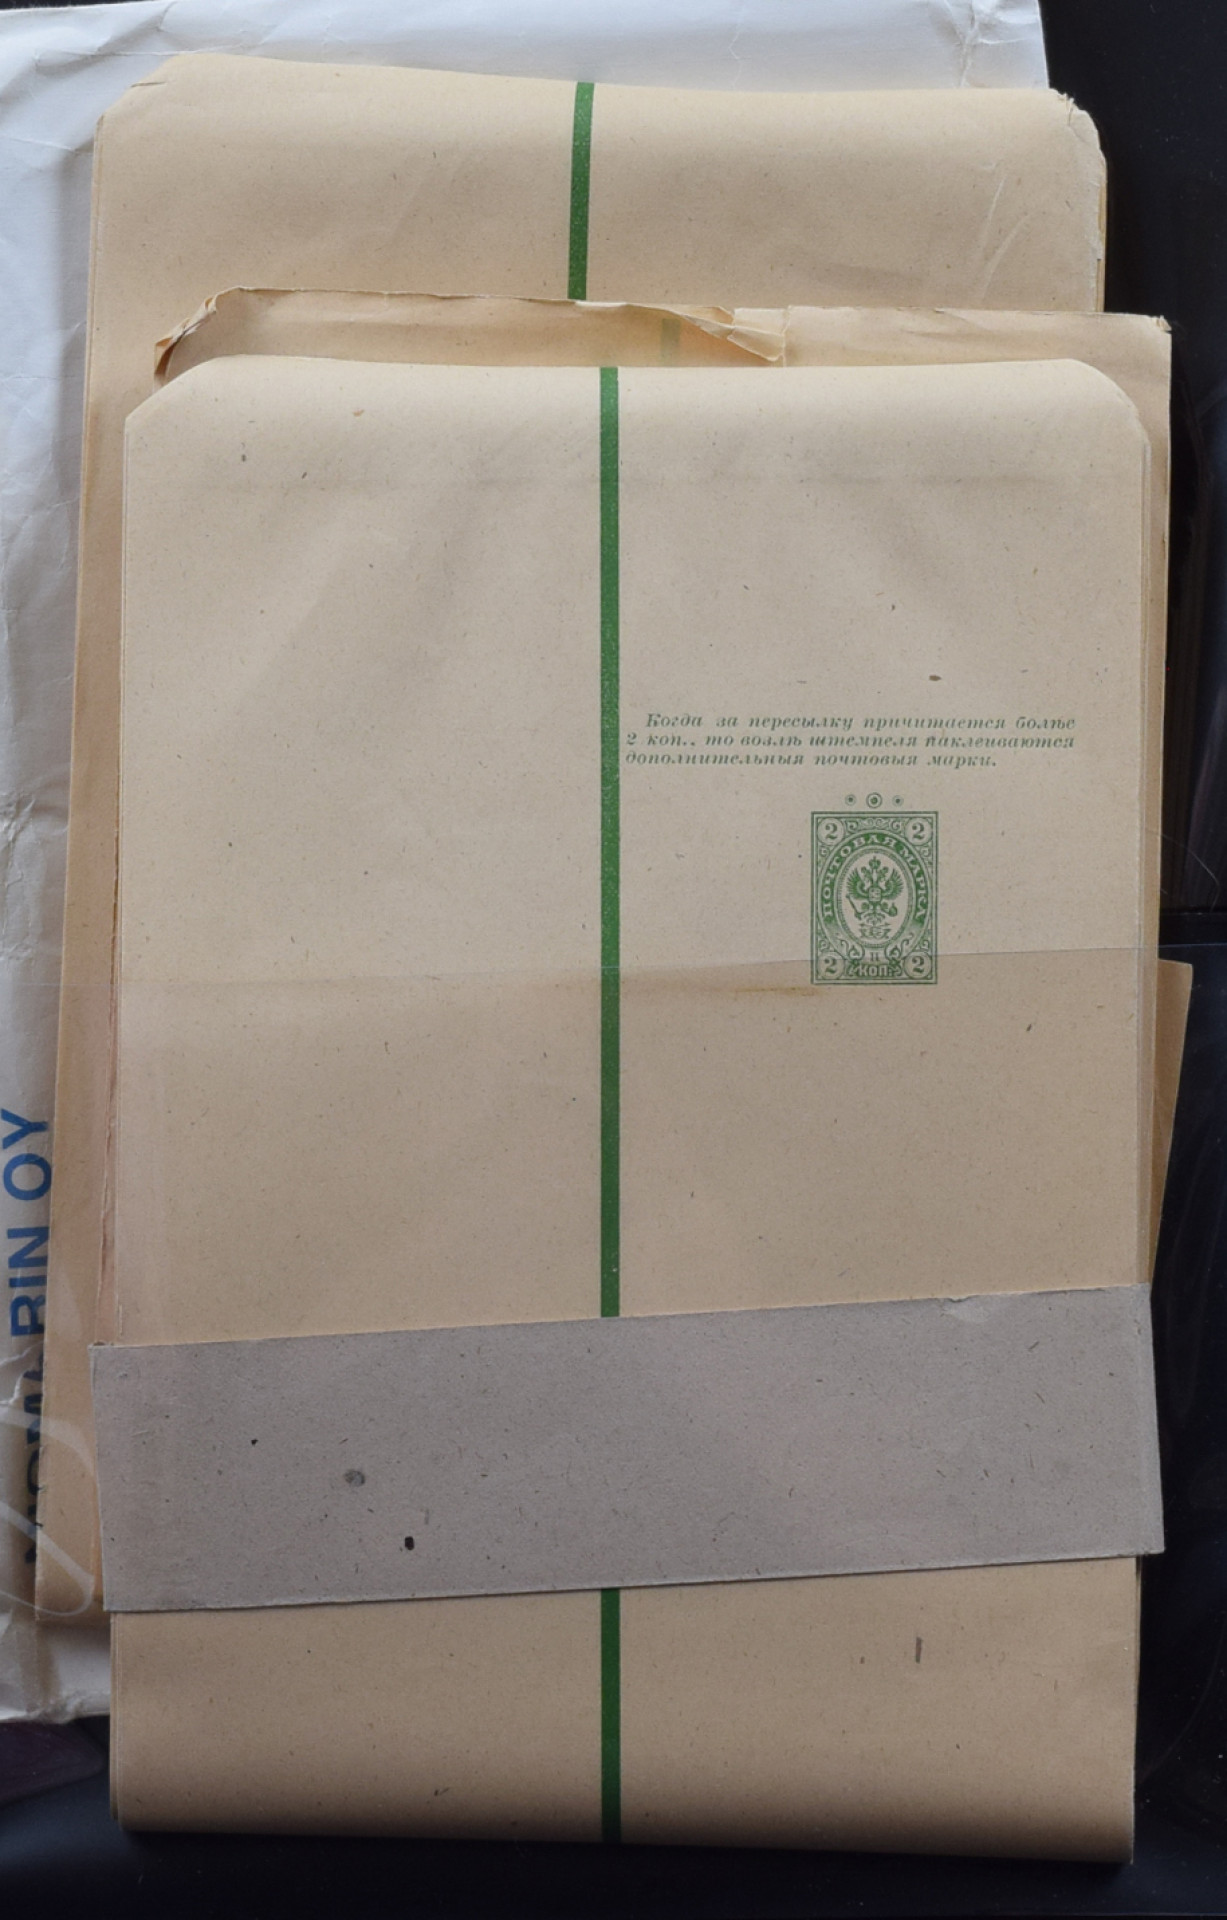 Когда за пересылку причитается болѣе
2 коп., то возлѣ штемпеля наклеиваются
дополнительныя почтовыя марки.
2 2
ПОЧТОВАЯ МАРКА
2 КОП. 2
RIN OY